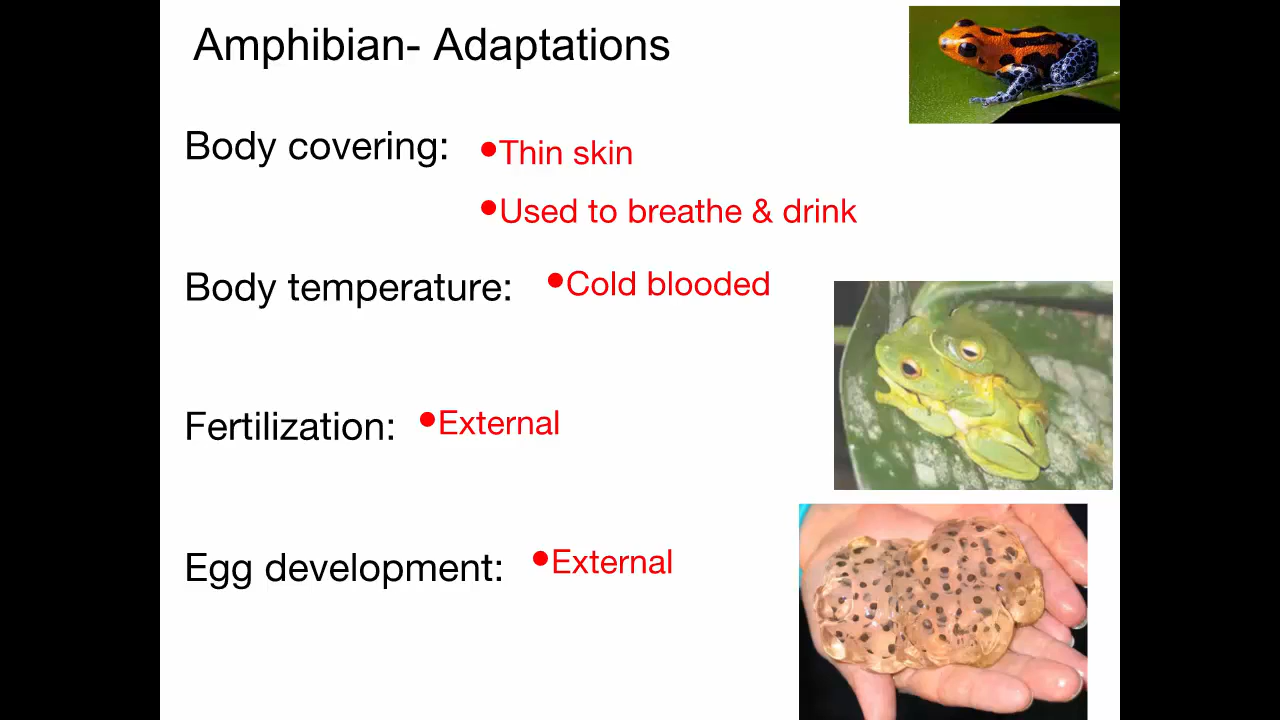 Amphibian- Adaptations
Body covering: •Thin skin
•Used to breathe & drink
Body temperature: •Cold blooded
Fertilization: •External
Egg development: •External